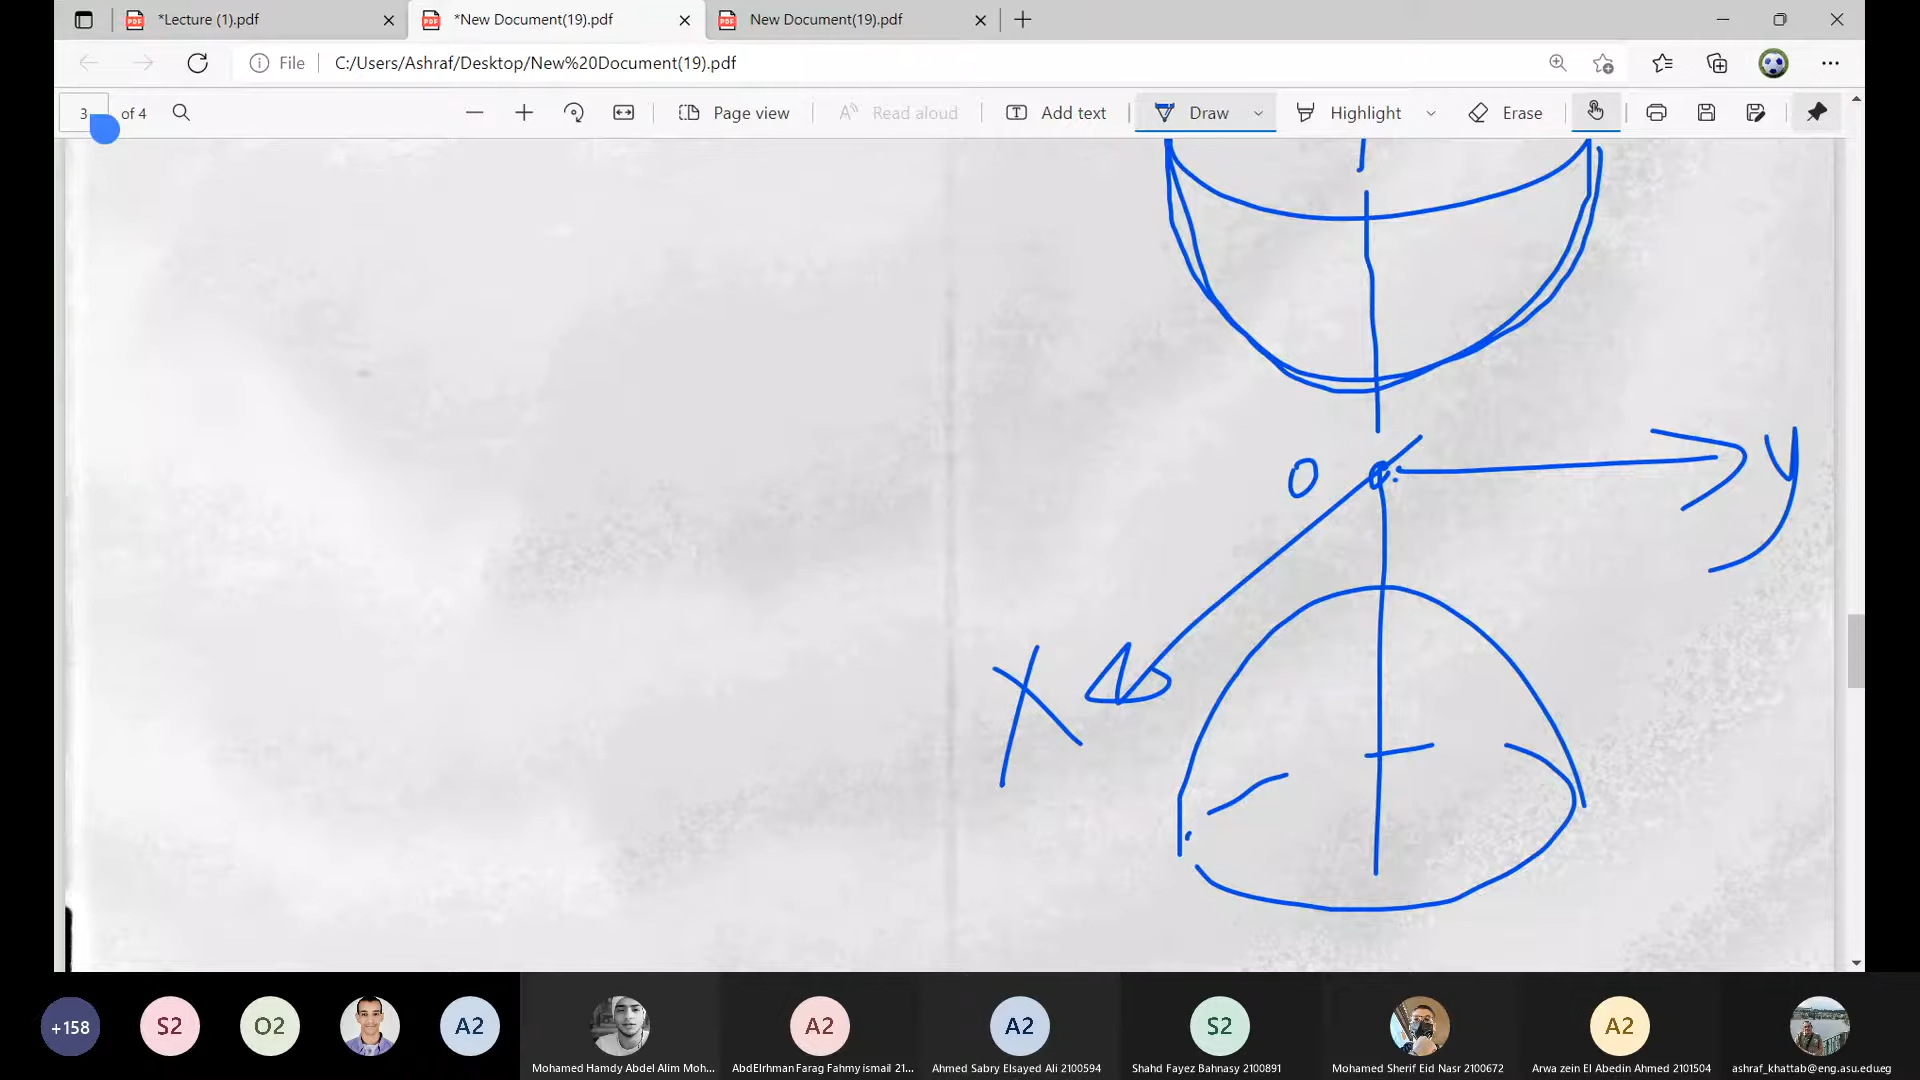 *Lecture (1).pdf
*New Document(19).pdf
New Document(19).pdf
File
C:/Users/Ashraf/Desktop/New%20Document(19).pdf
3 of 4
Page view
Read aloud
Add text
Draw
Highlight
Erase
O
y
X
+158
S2
O2
A2
A2
A2
S2
A2
Mohamed Hamdy Abdel Alim Moh...
AbdElrhman Farag Fahmy ismail 21...
Ahmed Sabry Elsayed Ali 2100594
Shahd Fayez Bahnasy 2100891
Mohamed Sherif Eid Nasr 2100672
Arwa zein El Abedin Ahmed 2101504
ashraf_khattab@eng.asu.edu.eg